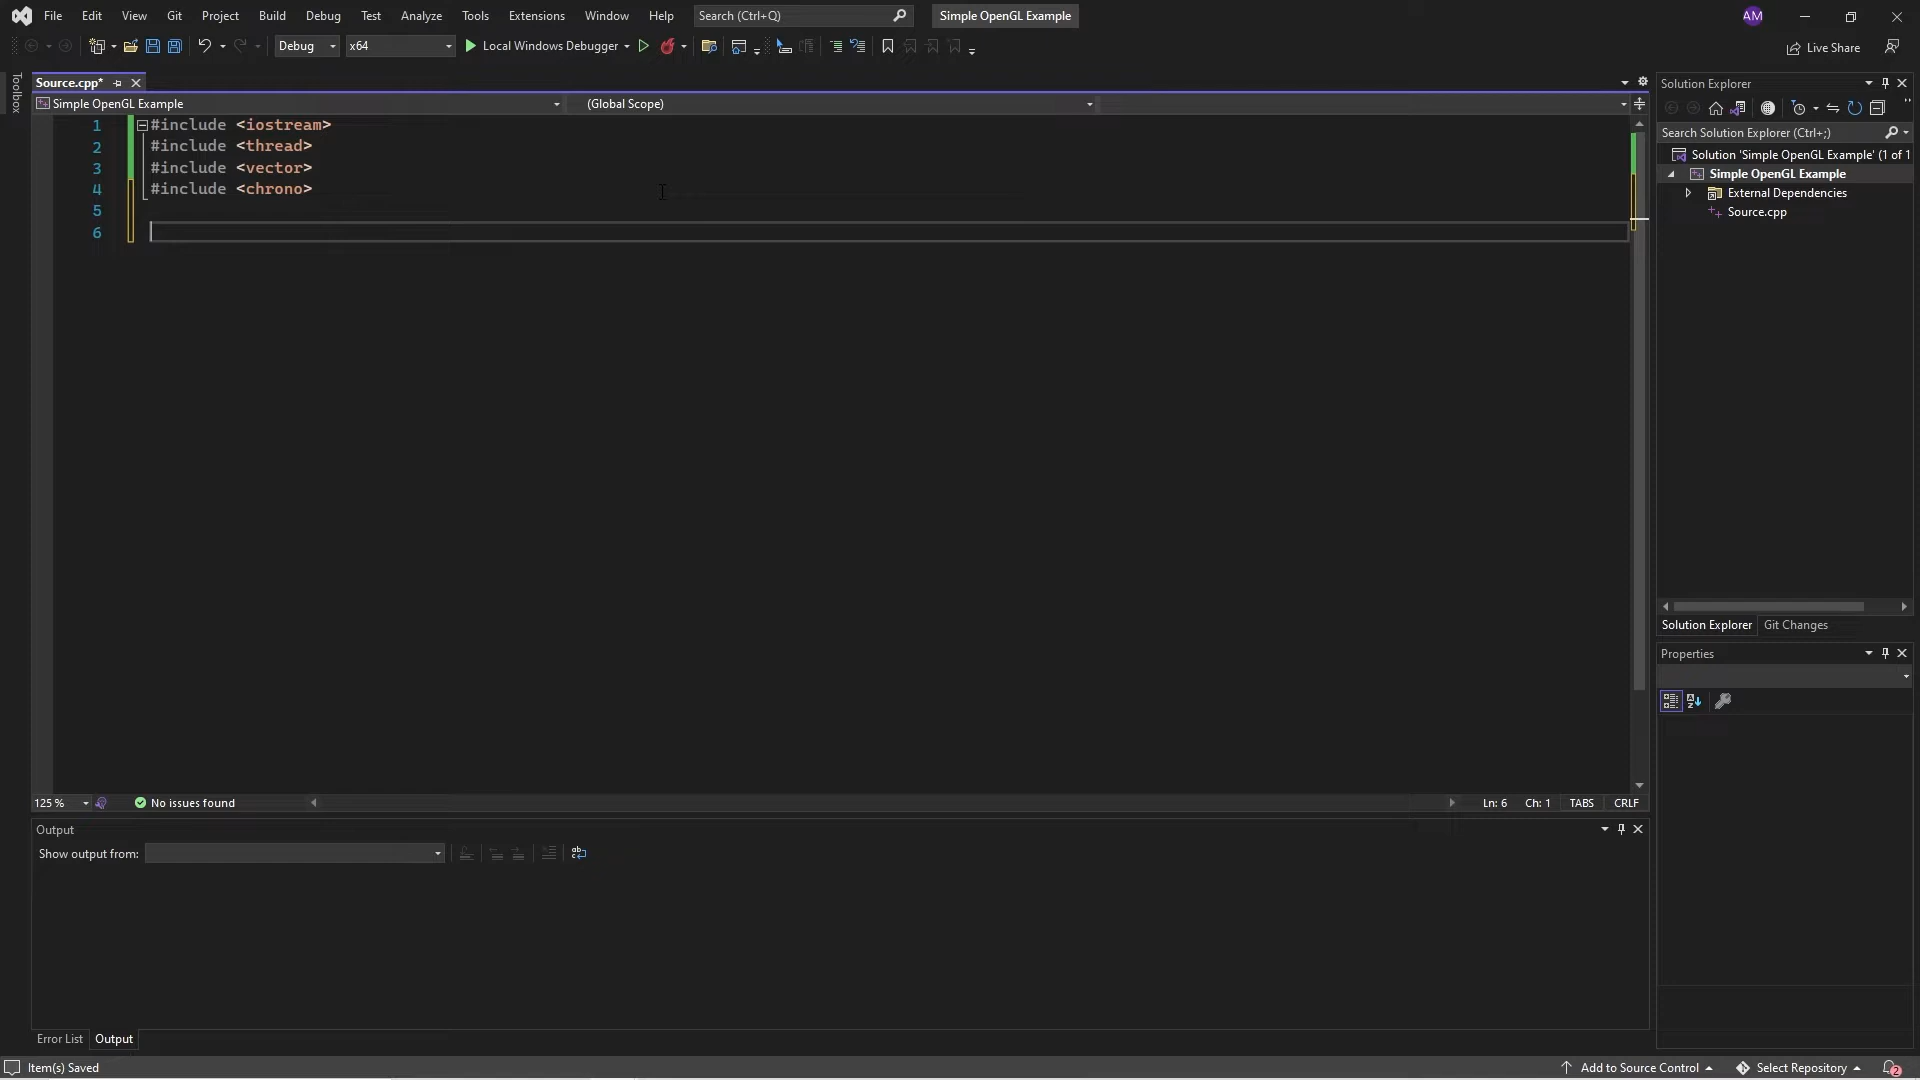 File Edit View Git Project Build Debug Test Analyze Tools Extensions Window Help Search (Ctrl+Q) Simple OpenGL Example AM
Debug x64 Local Windows Debugger Live Share
Toolbox
Source.cpp*
Simple OpenGL Example (Global Scope)
1 #include <iostream>
2 #include <thread>
3 #include <vector>
4 #include <chrono>
5
6
125 % No issues found Ln: 6 Ch: 1 TABS CRLF
Output
Show output from:
Error List Output
Solution Explorer
Search Solution Explorer (Ctrl+;)
Solution 'Simple OpenGL Example' (1 of 1
Simple OpenGL Example
External Dependencies
Source.cpp
Solution Explorer Git Changes
Properties
Item(s) Saved Add to Source Control Select Repository 2